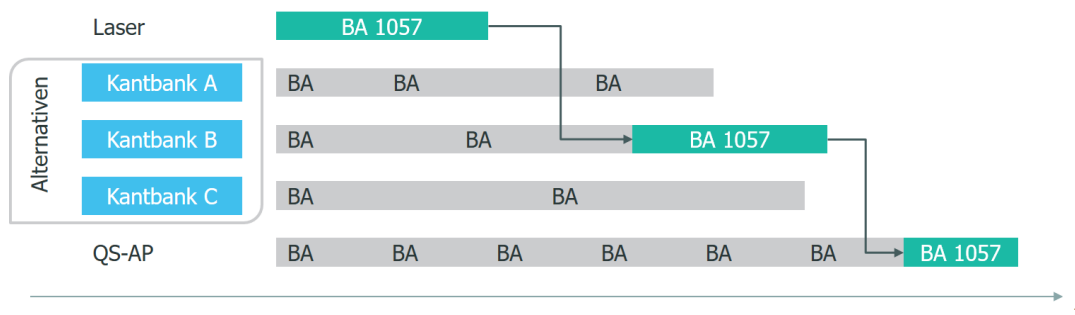 Laser BA 1057
Alternativen
Kantbank A BA BA BA
Kantbank B BA BA BA 1057
Kantbank C BA BA
QS-AP BA BA BA BA BA BA BA 1057